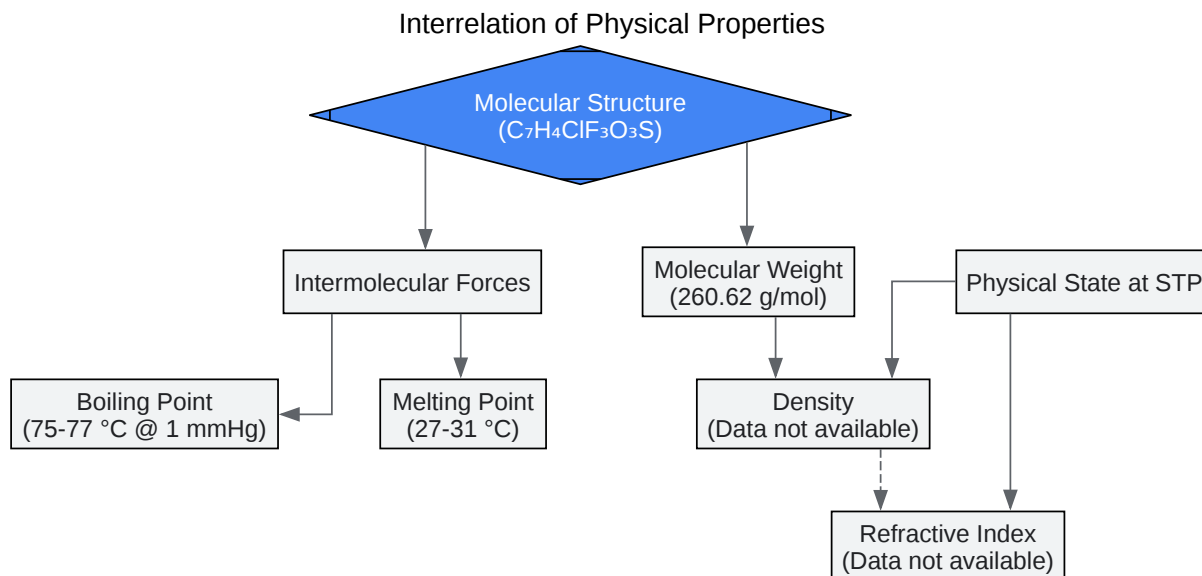 Interrelation of Physical Properties
Molecular Structure
(C₇H₄ClF₃O₃S)
Intermolecular Forces
Molecular Weight
(260.62 g/mol)
Physical State at STP
Boiling Point
(75-77 °C @ 1 mmHg)
Melting Point
(27-31 °C)
Density
(Data not available)
Refractive Index
(Data not available)